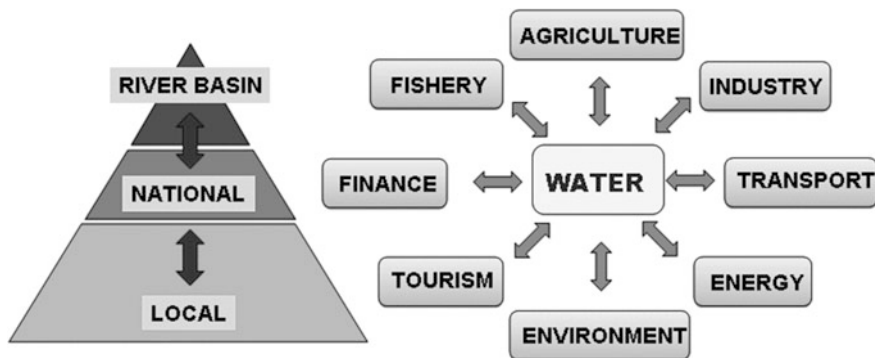 RIVER BASIN
NATIONAL
LOCAL
AGRICULTURE
FISHERY
INDUSTRY
FINANCE
WATER
TRANSPORT
TOURISM
ENERGY
ENVIRONMENT